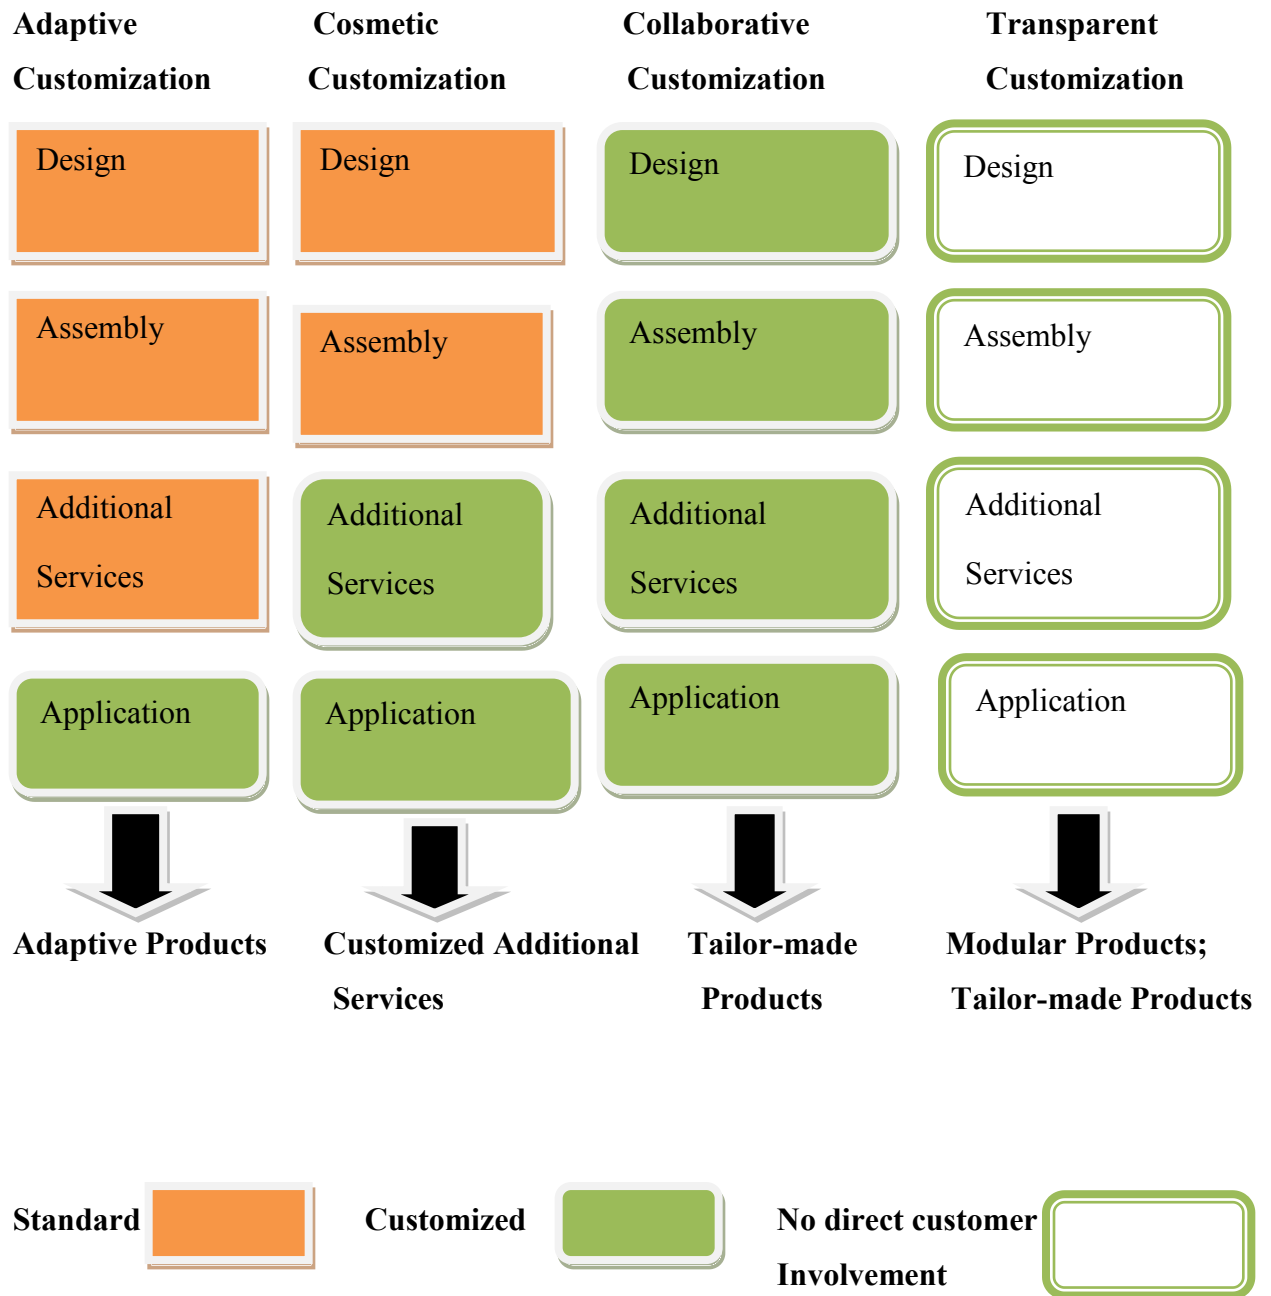 Adaptive
Customization
Cosmetic
Customization
Collaborative
Customization
Transparent
Customization
Design
Design
Design
Design
Assembly
Assembly
Assembly
Assembly
Additional
Services
Additional
Services
Additional
Services
Additional
Services
Application
Application
Application
Application
Adaptive Products
Customized Additional
Services
Tailor-made
Products
Modular Products;
Tailor-made Products
Standard
Customized
No direct customer
Involvement